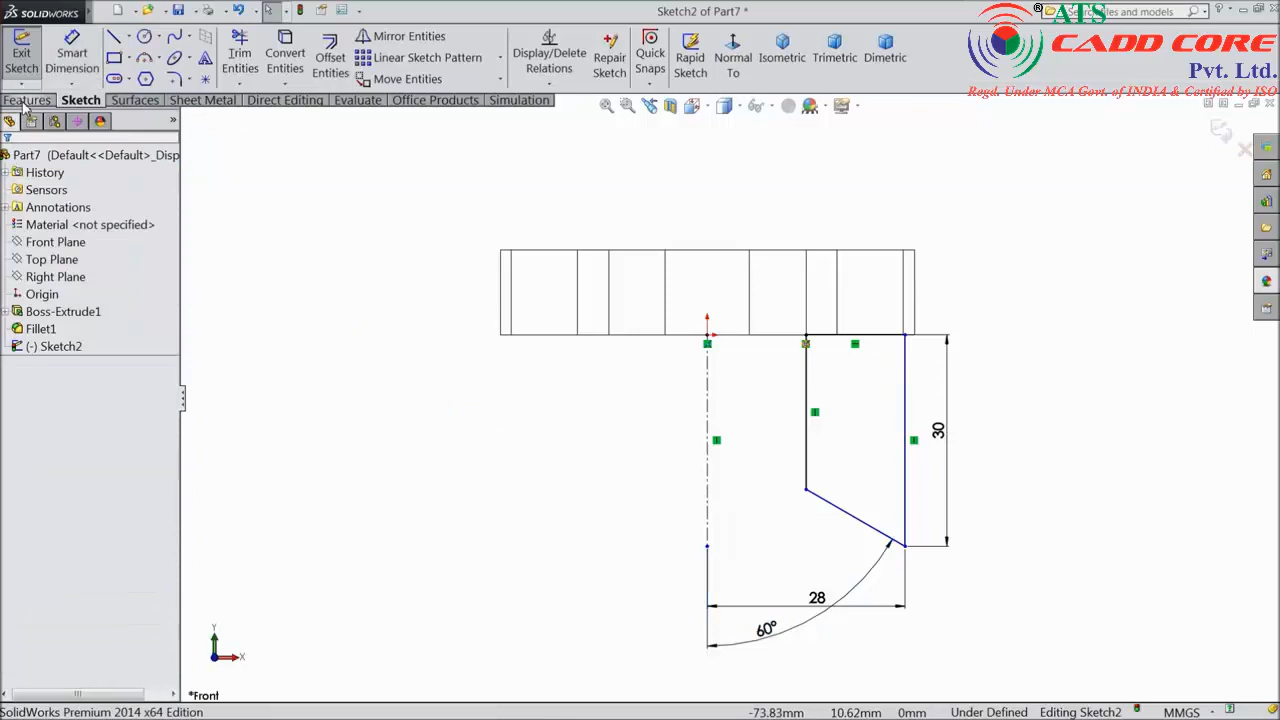 SOLIDWORKS
Sketch2 of Part7 *
Search files and models
® ATS
CADD CORE
Pvt. Ltd.
Regd. Under MCA Govt. of INDIA & Certified by ISO
Exit Sketch
Smart Dimension
Trim Entities
Convert Entities
Offset Entities
Mirror Entities
Linear Sketch Pattern
Move Entities
Display/Delete Relations
Repair Sketch
Quick Snaps
Rapid Sketch
Normal To
Isometric
Trimetric
Dimetric
Features
Sketch
Surfaces
Sheet Metal
Direct Editing
Evaluate
Office Products
Simulation
Part7 (Default<<Default>_Disp
History
Sensors
Annotations
Material <not specified>
Front Plane
Top Plane
Right Plane
Origin
Boss-Extrude1
Fillet1
(-) Sketch2
30
28
60°
Y
X
*Front
SolidWorks Premium 2014 x64 Edition
-73.83mm
10.62mm
0mm
Under Defined
Editing Sketch2
MMGS